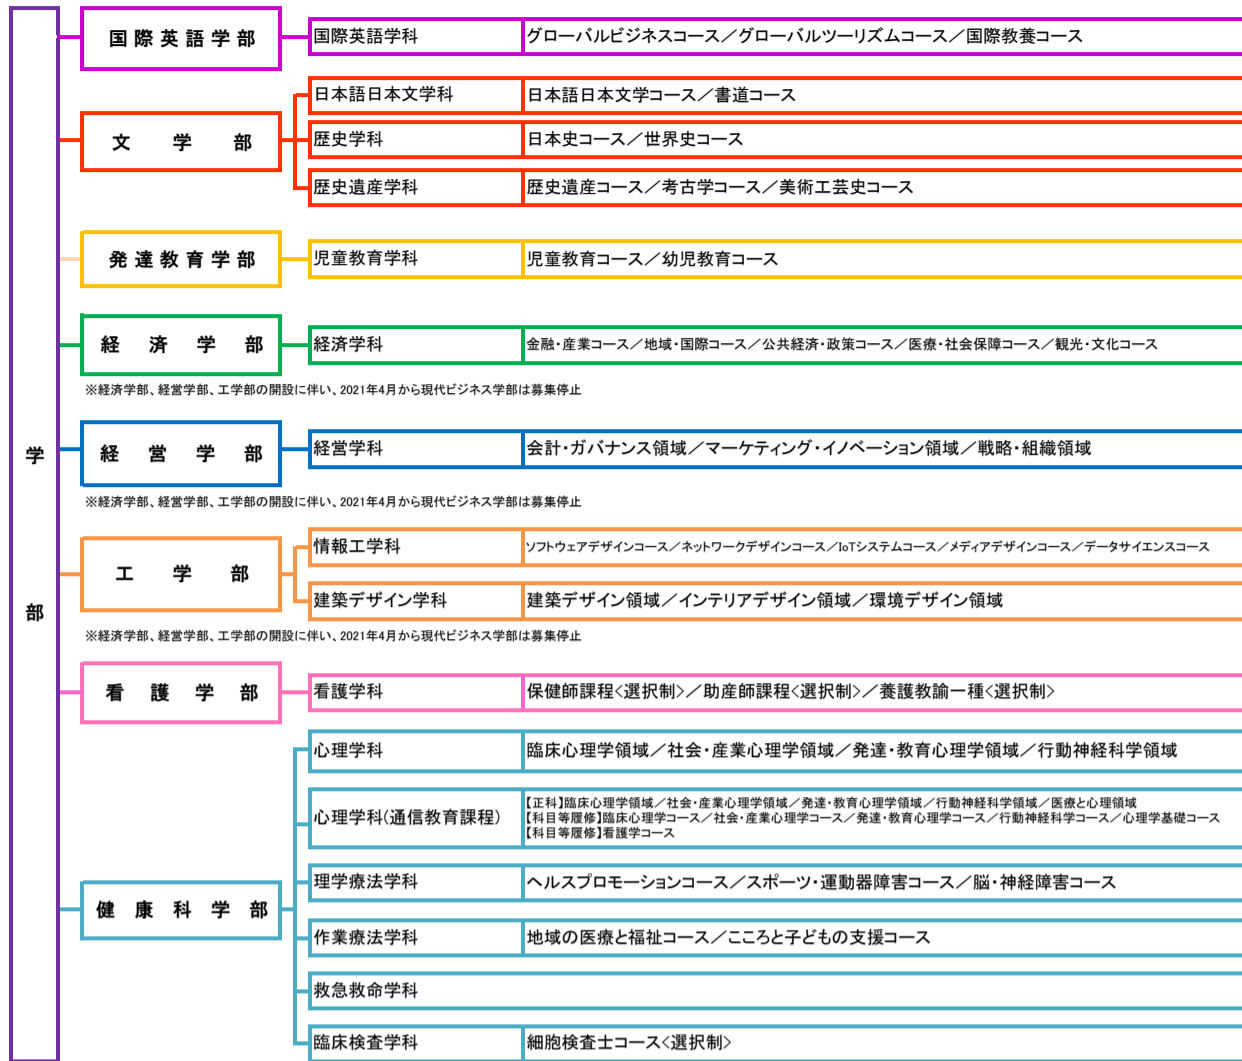 学部
国際英語学部
国際英語学科 グローバルビジネスコース／グローバルツーリズムコース／国際教養コース
文学部
日本語日本文学科 日本語日本文学コース／書道コース
歴史学科 日本史コース／世界史コース
歴史遺産学科 歴史遺産コース／考古学コース／美術工芸史コース
発達教育学部
児童教育学科 児童教育コース／幼児教育コース
経済学部
経済学科 金融・産業コース／地域・国際コース／公共経済・政策コース／医療・社会保障コース／観光・文化コース
※経済学部、経営学部、工学部の開設に伴い、2021年4月から現代ビジネス学部は募集停止
経営学部
経営学科 会計・ガバナンス領域／マーケティング・イノベーション領域／戦略・組織領域
※経済学部、経営学部、工学部の開設に伴い、2021年4月から現代ビジネス学部は募集停止
工学部
情報工学科 ソフトウェアデザインコース／ネットワークデザインコース／IoTシステムコース／メディアデザインコース／データサイエンスコース
建築デザイン学科 建築デザイン領域／インテリアデザイン領域／環境デザイン領域
※経済学部、経営学部、工学部の開設に伴い、2021年4月から現代ビジネス学部は募集停止
看護学部
看護学科 保健師課程<選択制>／助産師課程<選択制>／養護教諭一種<選択制>
健康科学部
心理学科 臨床心理学領域／社会・産業心理学領域／発達・教育心理学領域／行動神経科学領域
心理学科(通信教育課程) 【正科】臨床心理学領域／社会・産業心理学領域／発達・教育心理学領域／行動神経科学領域／医療と心理領域
【科目等履修】臨床心理学コース／社会・産業心理学コース／発達・教育心理学コース／行動神経科学コース／心理学基礎コース
【科目等履修】看護学コース
理学療法学科 ヘルスプロモーションコース／スポーツ・運動器障害コース／脳・神経障害コース
作業療法学科 地域の医療と福祉コース／こころと子どもの支援コース
救急救命学科
臨床検査学科 細胞検査士コース<選択制>